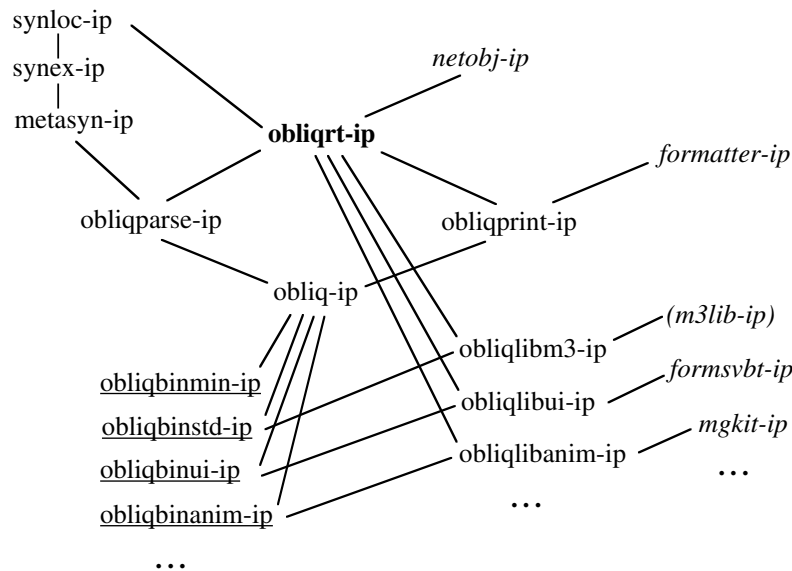 synloc-ip
netobj-ip
synex-ip
metasyn-ip
obliqrt-ip
formatter-ip
obliqparse-ip
obliqprint-ip
obliq-ip
(m3lib-ip)
obliqlibm3-ip
formsvbt-ip
obliqbinmin-ip
obliqlibui-ip
obliqbinstd-ip
mgkit-ip
obliqlibanim-ip
obliqbinui-ip
...
obliqbinanim-ip
...
...